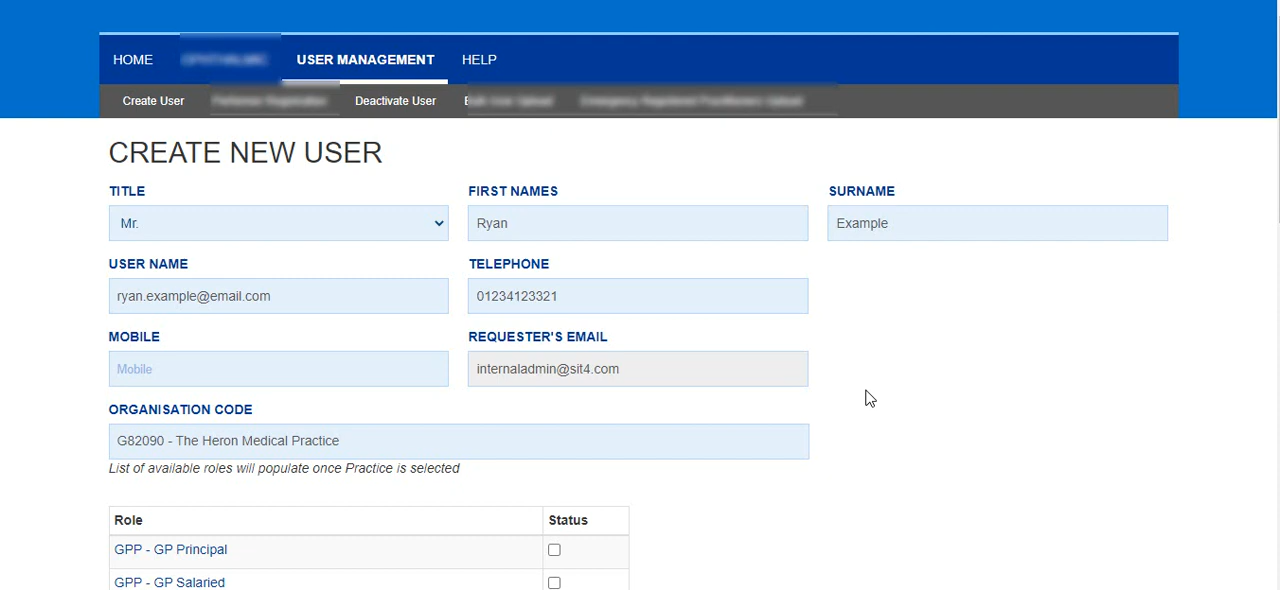 HOME USER MANAGEMENT HELP
Create User Deactivate User
CREATE NEW USER
TITLE FIRST NAMES SURNAME
Mr. Ryan Example
USER NAME TELEPHONE
ryan.example@email.com 01234123321
MOBILE REQUESTER'S EMAIL
Mobile internaladmin@sit4.com
ORGANISATION CODE
G82090 - The Heron Medical Practice
List of available roles will populate once Practice is selected
Role Status
GPP - GP Principal
GPP - GP Salaried